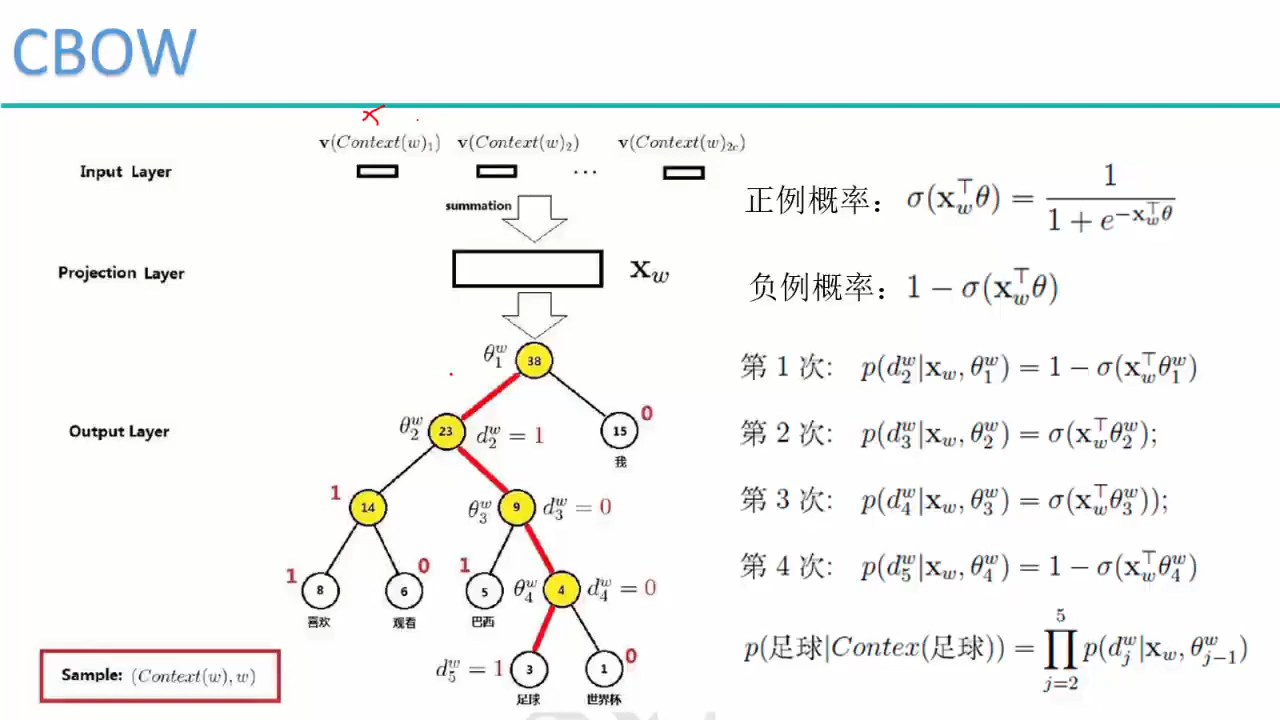 CBOW
x
v(Context(w)₁) v(Context(w)₂) v(Context(w)₂c)
Input Layer
...
summation
Projection Layer
x_w
Output Layer
θ₁^w 38
θ₂^w 23 d₂^w = 1
15 0
我
1 14
θ₃^w 9 d₃^w = 0
1 8
喜欢
6 0
观看
1 5
巴西
θ₄^w 4 d₄^w = 0
d₅^w = 1 3
足球
1 0
世界杯
Sample: (Context(w), w)
正例概率： σ(x_w^⊤θ) = 1 / (1 + e^{−x_w^⊤θ})
负例概率： 1 − σ(x_w^⊤θ)
第 1 次: p(d₂^w|x_w, θ₁^w) = 1 − σ(x_w^⊤θ₁^w)
第 2 次: p(d₃^w|x_w, θ₂^w) = σ(x_w^⊤θ₂^w);
第 3 次: p(d₄^w|x_w, θ₃^w) = σ(x_w^⊤θ₃^w));
第 4 次: p(d₅^w|x_w, θ₄^w) = 1 − σ(x_w^⊤θ₄^w)
p(足球|Contex(足球)) = ∏_{j=2}^{5} p(d_j^w|x_w, θ_{j−1}^w)